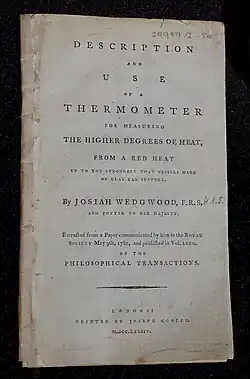 DESCRIPTION
AND
USE
OF A
THERMOMETER
FOR MEASURING
THE HIGHER DEGREES OF HEAT,
FROM A RED HEAT
UP TO THE STRONGEST THAT VESSELS MADE
OF CLAY CAN SUPPORT.
By JOSIAH WEDGWOOD, F.R.S. & A.S.
AND POTTER TO HER MAJESTY.
Extracted from a Paper communicated by him to the ROYAL
SOCIETY May 9th, 1782, and published in Vol. LXXII.
OF THE
PHILOSOPHICAL TRANSACTIONS.
LONDON:
PRINTED BY JOSEPH COOPER.
M.DCC.LXXXIV.